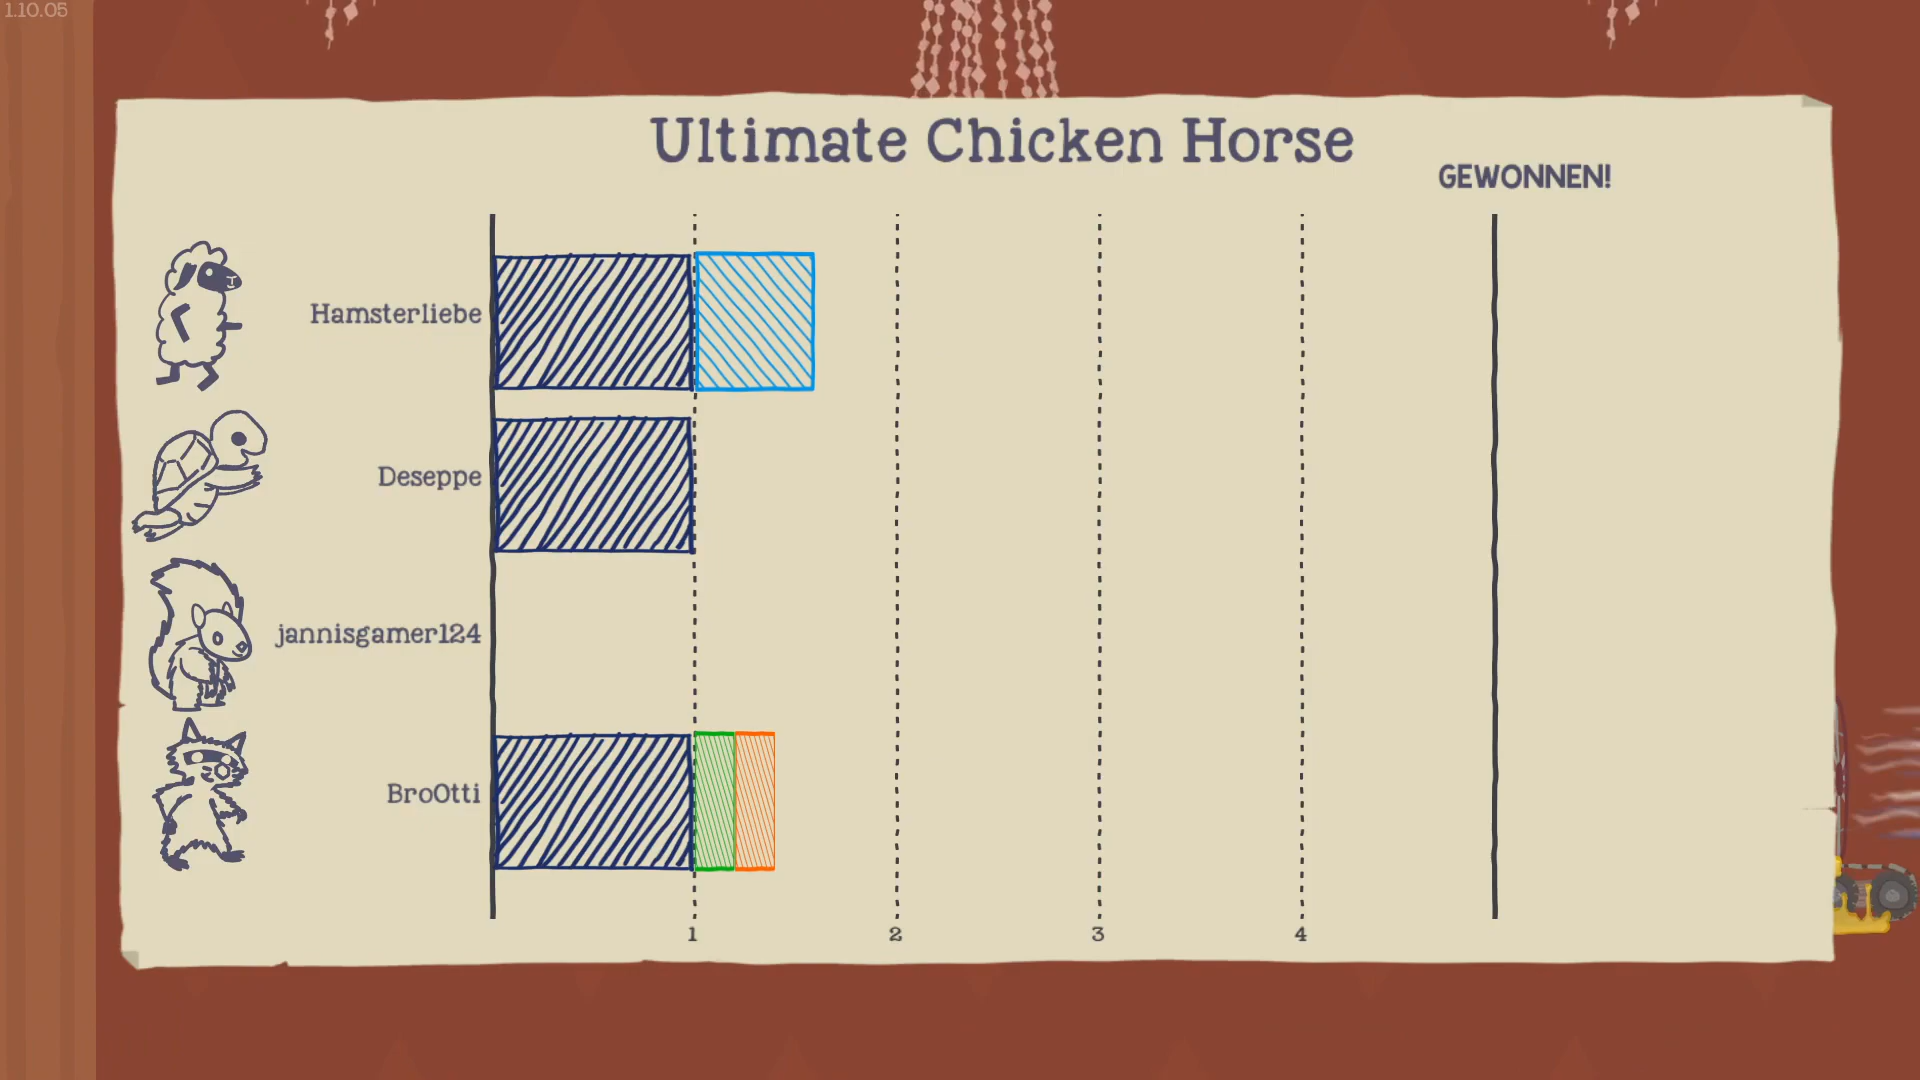 1.10.05
Ultimate Chicken Horse
GEWONNEN!
Hamsterliebe
Deseppe
jannisgamer124
BroOtti
1 2 3 4